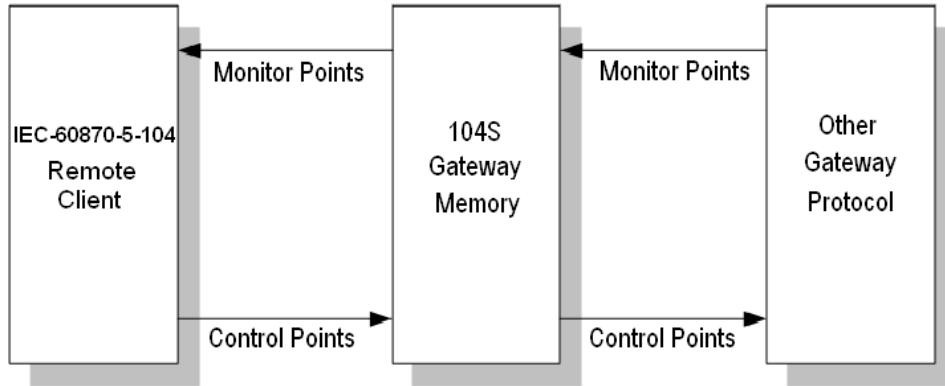 IEC-60870-5-104
Remote
Client
Monitor Points
Control Points
104S
Gateway
Memory
Monitor Points
Control Points
Other
Gateway
Protocol